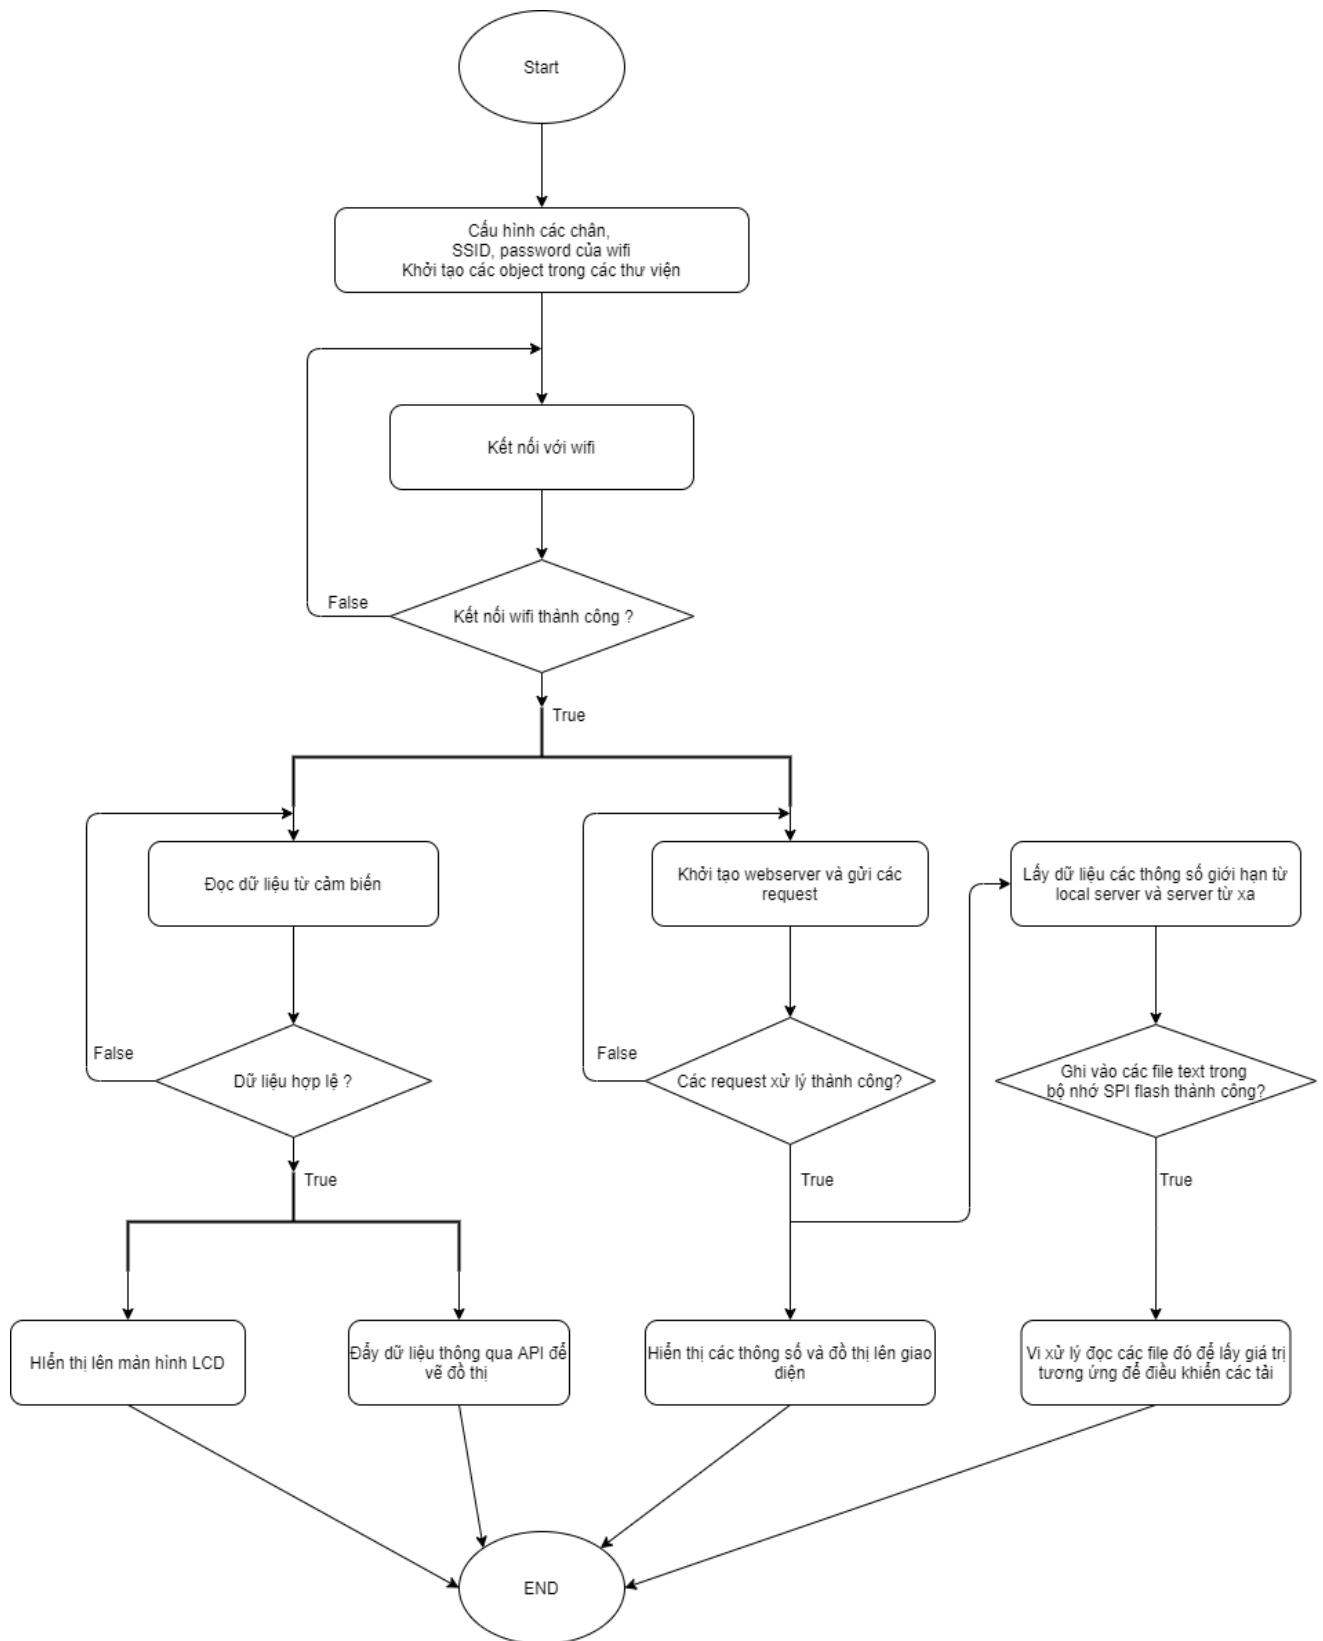 Start
Cấu hình các chân,
SSID, password của wifi
Khởi tạo các object trong các thư viện
Kết nối với wifi
False
Kết nối wifi thành công ?
True
Đọc dữ liệu từ cảm biến
Khởi tạo webserver và gửi các
request
Lấy dữ liệu các thông số giới hạn từ
local server và server từ xa
False
Dữ liệu hợp lệ ?
False
Các request xử lý thành công?
Ghi vào các file text trong
bộ nhớ SPI flash thành công?
True
True
True
HIển thị lên màn hình LCD
Đẩy dữ liệu thông qua API để
vẽ đồ thị
Hiển thị các thông số và đồ thị lên giao
diện
Vi xử lý đọc các file đó để lấy giá trị
tương ứng để điều khiển các tải
END